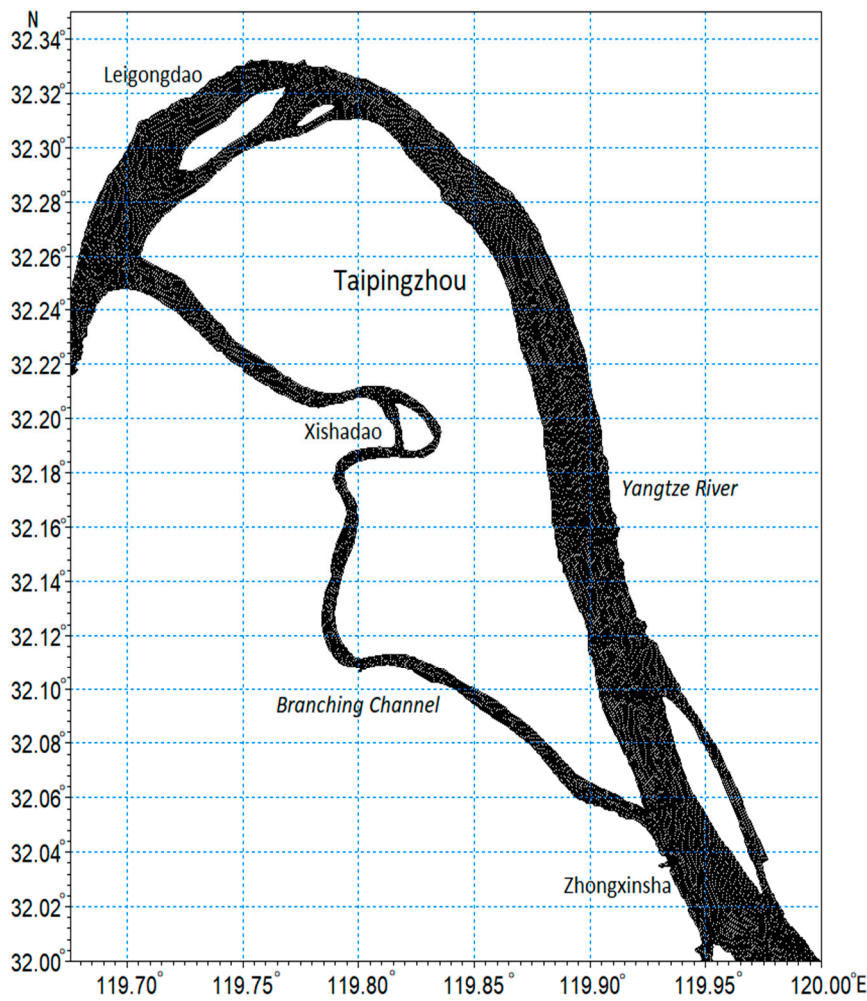 N
32.34°
Leigongdao
32.32°
32.30°
32.28°
32.26°
Taipingzhou
32.24°
32.22°
32.20°
Xishadao
32.18°
Yangtze River
32.16°
32.14°
32.12°
32.10°
Branching Channel
32.08°
32.06°
32.04°
Zhongxinsha
32.02°
32.00°
119.70° 119.75° 119.80° 119.85° 119.90° 119.95° 120.00°E